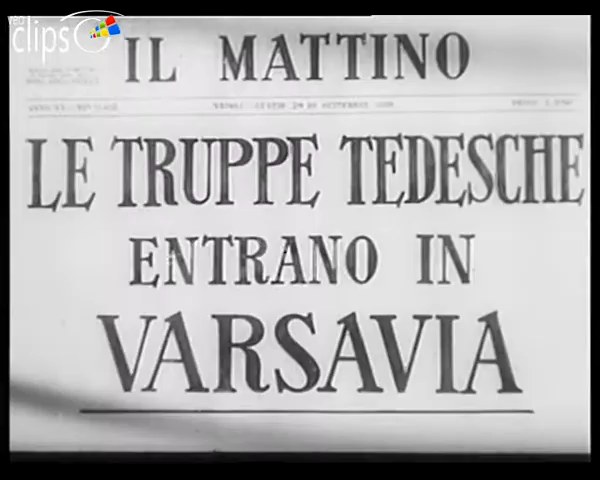 clips
IL MATTINO
LE TRUPPE TEDESCHE
ENTRANO IN
VARSAVIA